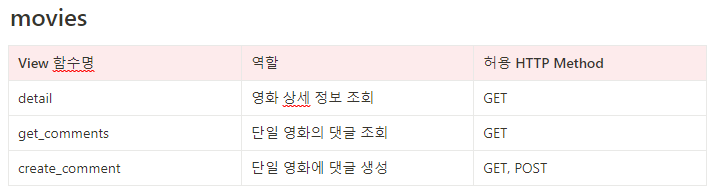 movies
View 함수명 역할 허용 HTTP Method
detail 영화 상세 정보 조회 GET
get_comments 단일 영화의 댓글 조회 GET
create_comment 단일 영화에 댓글 생성 GET, POST